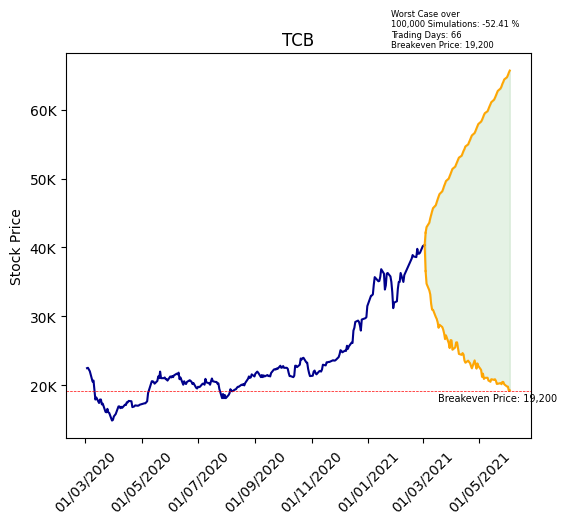 Worst Case over
100,000 Simulations: -52.41 %
Trading Days: 66
Breakeven Price: 19,200
TCB
Stock Price
60K
50K
40K
30K
20K
Breakeven Price: 19,200
01/03/2020
01/05/2020
01/07/2020
01/09/2020
01/11/2020
01/01/2021
01/03/2021
01/05/2021